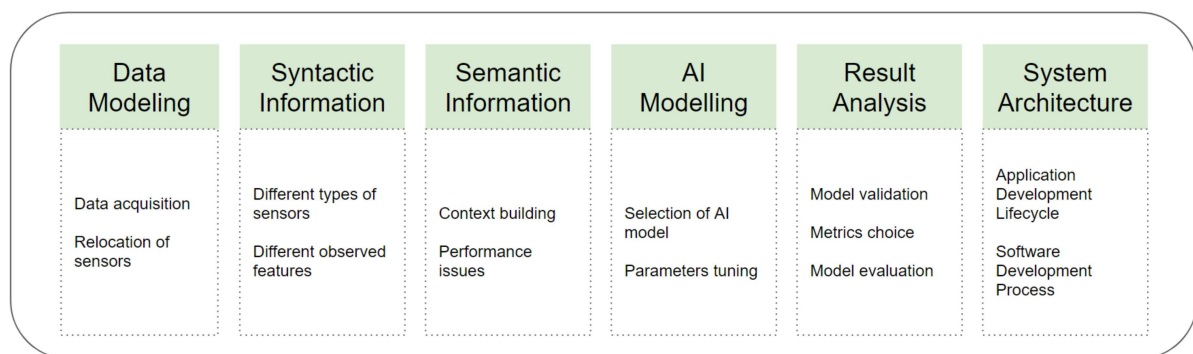 Data
Modeling
Data acquisition
Relocation of
sensors
Syntactic
Information
Different types of
sensors
Different observed
features
Semantic
Information
Context building
Performance
issues
AI
Modelling
Selection of AI
model
Parameters tuning
Result
Analysis
Model validation
Metrics choice
Model evaluation
System
Architecture
Application
Development
Lifecycle
Software
Development
Process